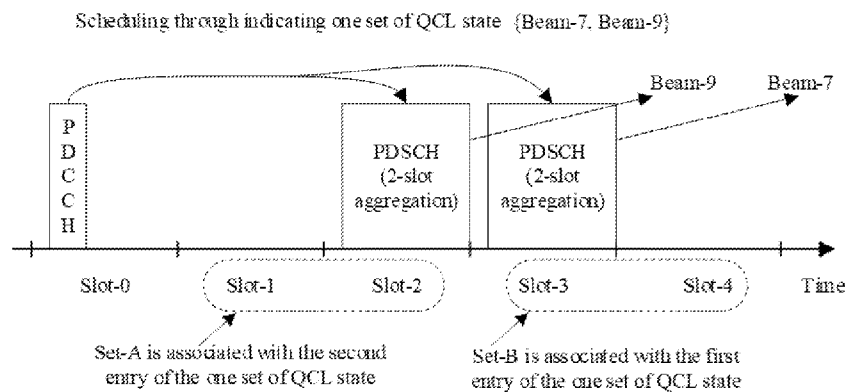 Scheduling through indicating one set of QCL state {Beam-7, Beam-9}
Beam-9
Beam-7
PDCCH
PDSCH
(2-slot
aggregation)
PDSCH
(2-slot
aggregation)
Slot-0
Slot-1
Slot-2
Slot-3
Slot-4
Time
Set-A is associated with the second
entry of the one set of QCL state
Set-B is associated with the first
entry of the one set of QCL state